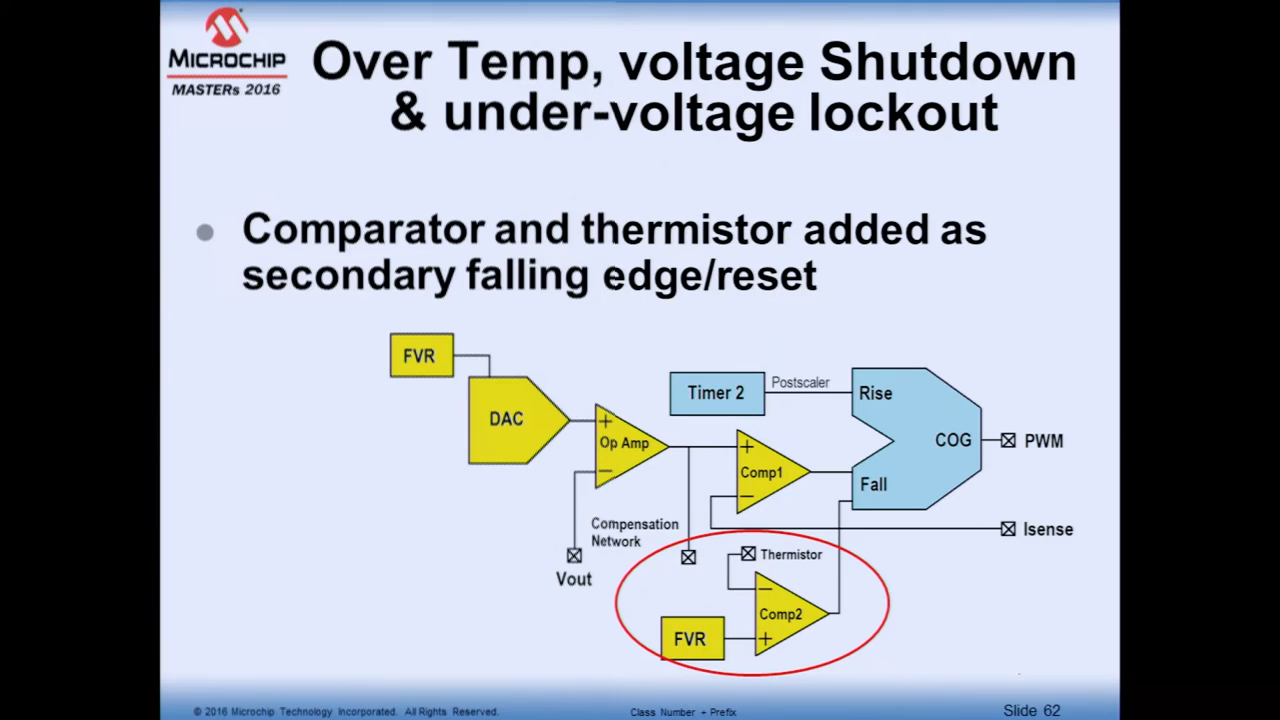 MICROCHIP
MASTERs 2016
Over Temp, voltage Shutdown
& under-voltage lockout
Comparator and thermistor added as
secondary falling edge/reset
FVR
DAC
+
Op Amp
−
Timer 2
Postscaler
Rise
COG
PWM
+
Comp1
−
Fall
Isense
Compensation
Network
Vout
Thermistor
−
Comp2
+
FVR
© 2016 Microchip Technology Incorporated. All Rights Reserved.
Class Number + Prefix
Slide 62